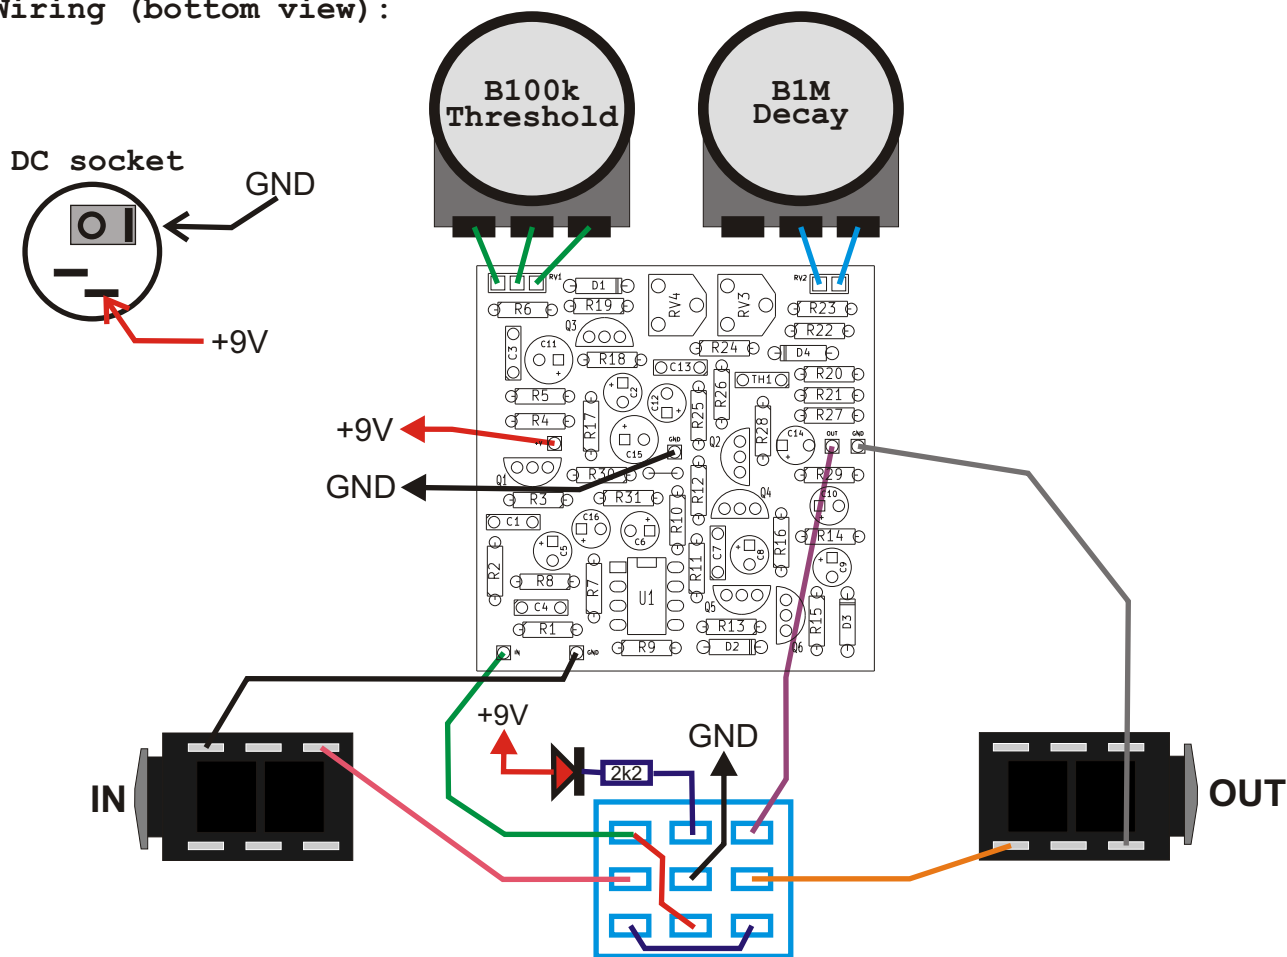 Wiring (bottom view):
B100k
Threshold
B1M
Decay
DC socket
GND
+9V
RV1
D1
R6
R19
Q3
RV4
RV3
RV2
R23
R22
C3
C11
R18
R24
D4
C13
TH1
R20
R5
C2
R26
R21
R4
R17
C12
R25
R27
+9V
C15
GND
Q2
R28
C14
OUT
GND
GND
Q1
R30
R12
R29
R3
R31
R10
Q4
C10
C1
C16
C6
C7
R16
R14
R2
C5
R8
R7
U1
R11
C8
C9
C4
Q5
R15
D3
R1
R13
IN
GND
R9
D2
Q6
+9V
GND
2k2
IN
OUT